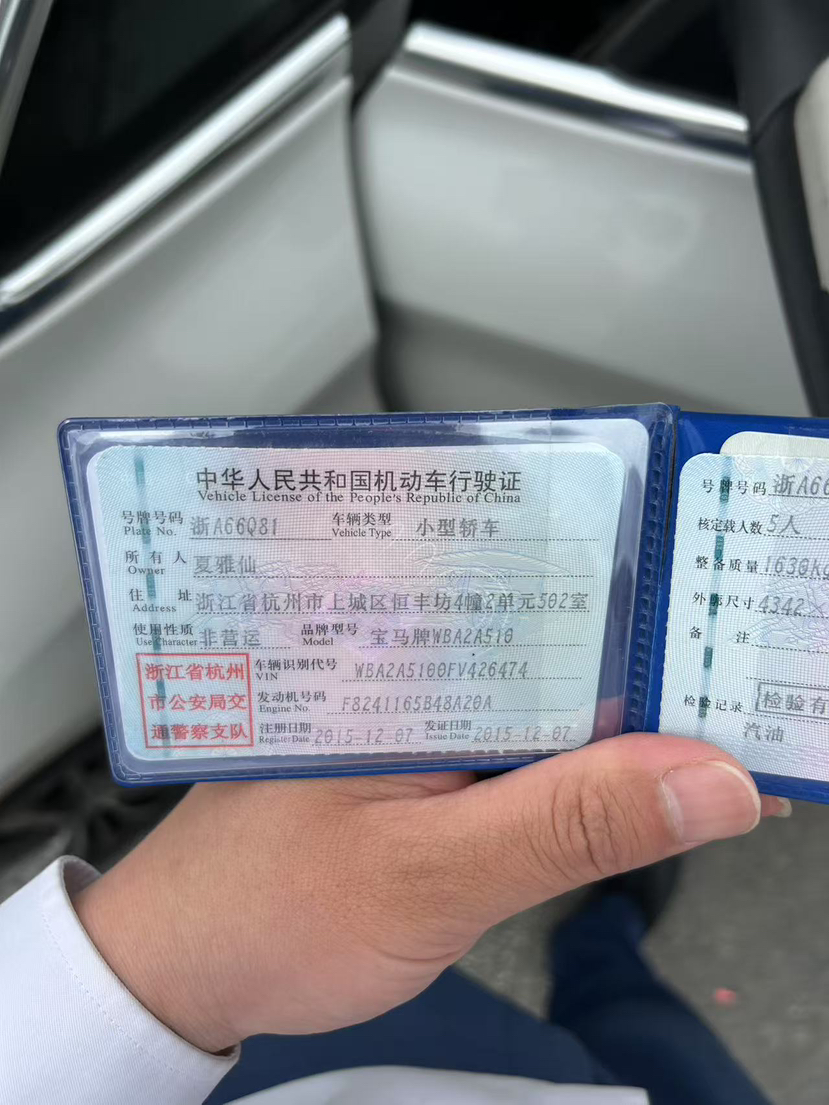 中华人民共和国机动车行驶证
Vehicle License of the People's Republic of China
号牌号码 浙A66Q81 车辆类型 小型轿车
Plate No. Vehicle Type
所有人 夏雅仙
Owner
住址 浙江省杭州市上城区恒丰坊4幢2单元502室
Address
使用性质 非营运 品牌型号 宝马牌WBA2A510
Use Character Model
浙江省杭州
市公安局交
通警察支队
车辆识别代号 WBA2A5100FV426474
VIN
发动机号码 F8241165B48A20A
Engine No.
注册日期 2015-12-07 发证日期 2015-12-07
Register Date Issue Date
号牌号码 浙A66
核定载人数 5人
整备质量 1630K
外廓尺寸 4342×
备注
检验记录 检验有
汽油